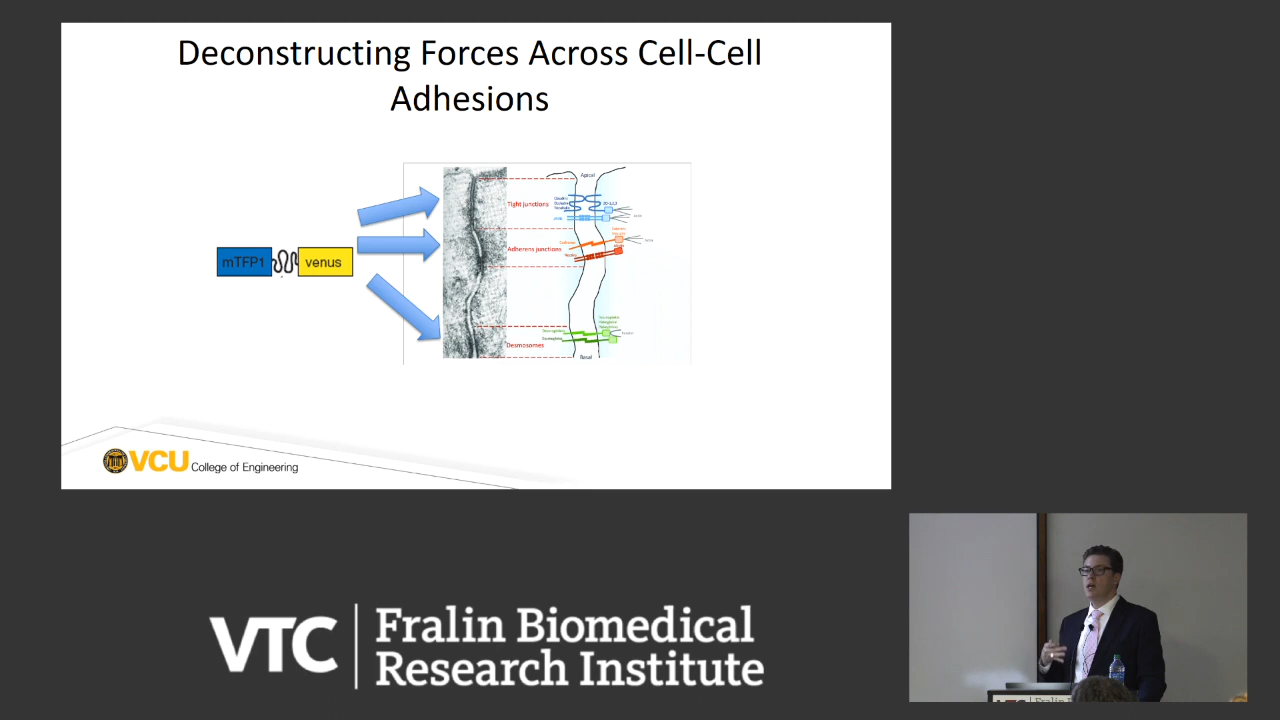 Deconstructing Forces Across Cell-Cell
Adhesions
mTFP1
venus
Apical
Tight junctions
Adherens junctions
Desmosomes
Basal
VCU College of Engineering
VTC
Fralin Biomedical
Research Institute
VTC